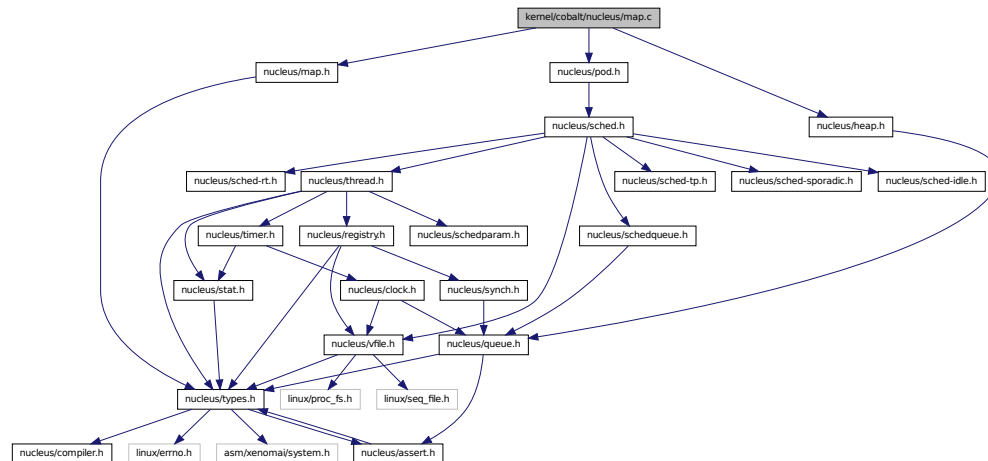 kernel/cobalt/nucleus/map.c
nucleus/map.h
nucleus/pod.h
nucleus/sched.h
nucleus/heap.h
nucleus/sched-rt.h
nucleus/thread.h
nucleus/sched-tp.h
nucleus/sched-sporadic.h
nucleus/sched-idle.h
nucleus/timer.h
nucleus/registry.h
nucleus/schedparam.h
nucleus/schedqueue.h
nucleus/stat.h
nucleus/clock.h
nucleus/synch.h
nucleus/vfile.h
nucleus/queue.h
nucleus/types.h
linux/proc_fs.h
linux/seq_file.h
nucleus/compiler.h
linux/errno.h
asm/xenomai/system.h
nucleus/assert.h